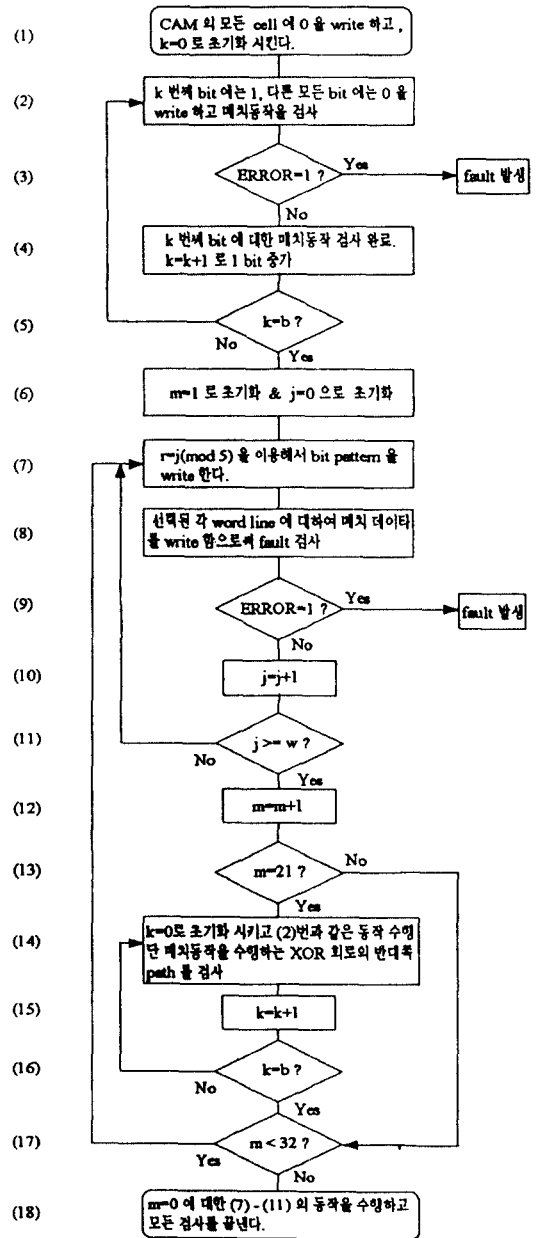 (1)
CAM 의 모든 cell 에 0 을 write 하고 ,
k=0 로 초기화 시킨다.
(2)
k 번째 bit 에는 1, 다른 모든 bit 에는 0 을
write 하고 매치동작을 검사
(3)
ERROR=1 ?
Yes
fault 발생
No
(4)
k 번째 bit 에 대한 매치동작 검사 완료.
k=k+1 로 1 bit 증가
(5)
k=b ?
No
Yes
(6)
m=1 로 초기화 & j=0 으로 초기화
(7)
r=j(mod 5) 을 이용해서 bit pattern 을
write 한다.
(8)
선택된 각 word line 에 대하여 매치 데이타
를 write 함으로써 fault 검사
(9)
ERROR=1 ?
Yes
fault 발생
No
(10)
j=j+1
(11)
j >= w ?
No
Yes
(12)
m=m+1
(13)
m=21 ?
No
Yes
(14)
k=0로 초기화 시키고 (2)번과 같은 동작 수행
단 매치동작을 수행하는 XOR 회로의 반대쪽
path 를 검사
(15)
k=k+1
(16)
k=b ?
No
Yes
(17)
m < 32 ?
Yes
No
(18)
m=0 에 대한 (7) - (11) 의 동작을 수행하고
모든 검사를 끝낸다.